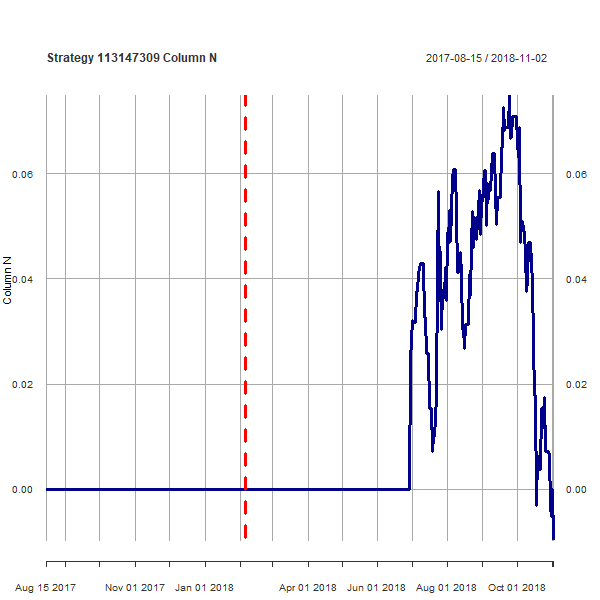 Strategy 113147309 Column N
2017-08-15 / 2018-11-02
0.06
0.06
0.04
0.04
Column N
0.02
0.02
0.00
0.00
Aug 15 2017
Nov 01 2017
Jan 01 2018
Apr 01 2018
Jun 01 2018
Aug 01 2018
Oct 01 2018